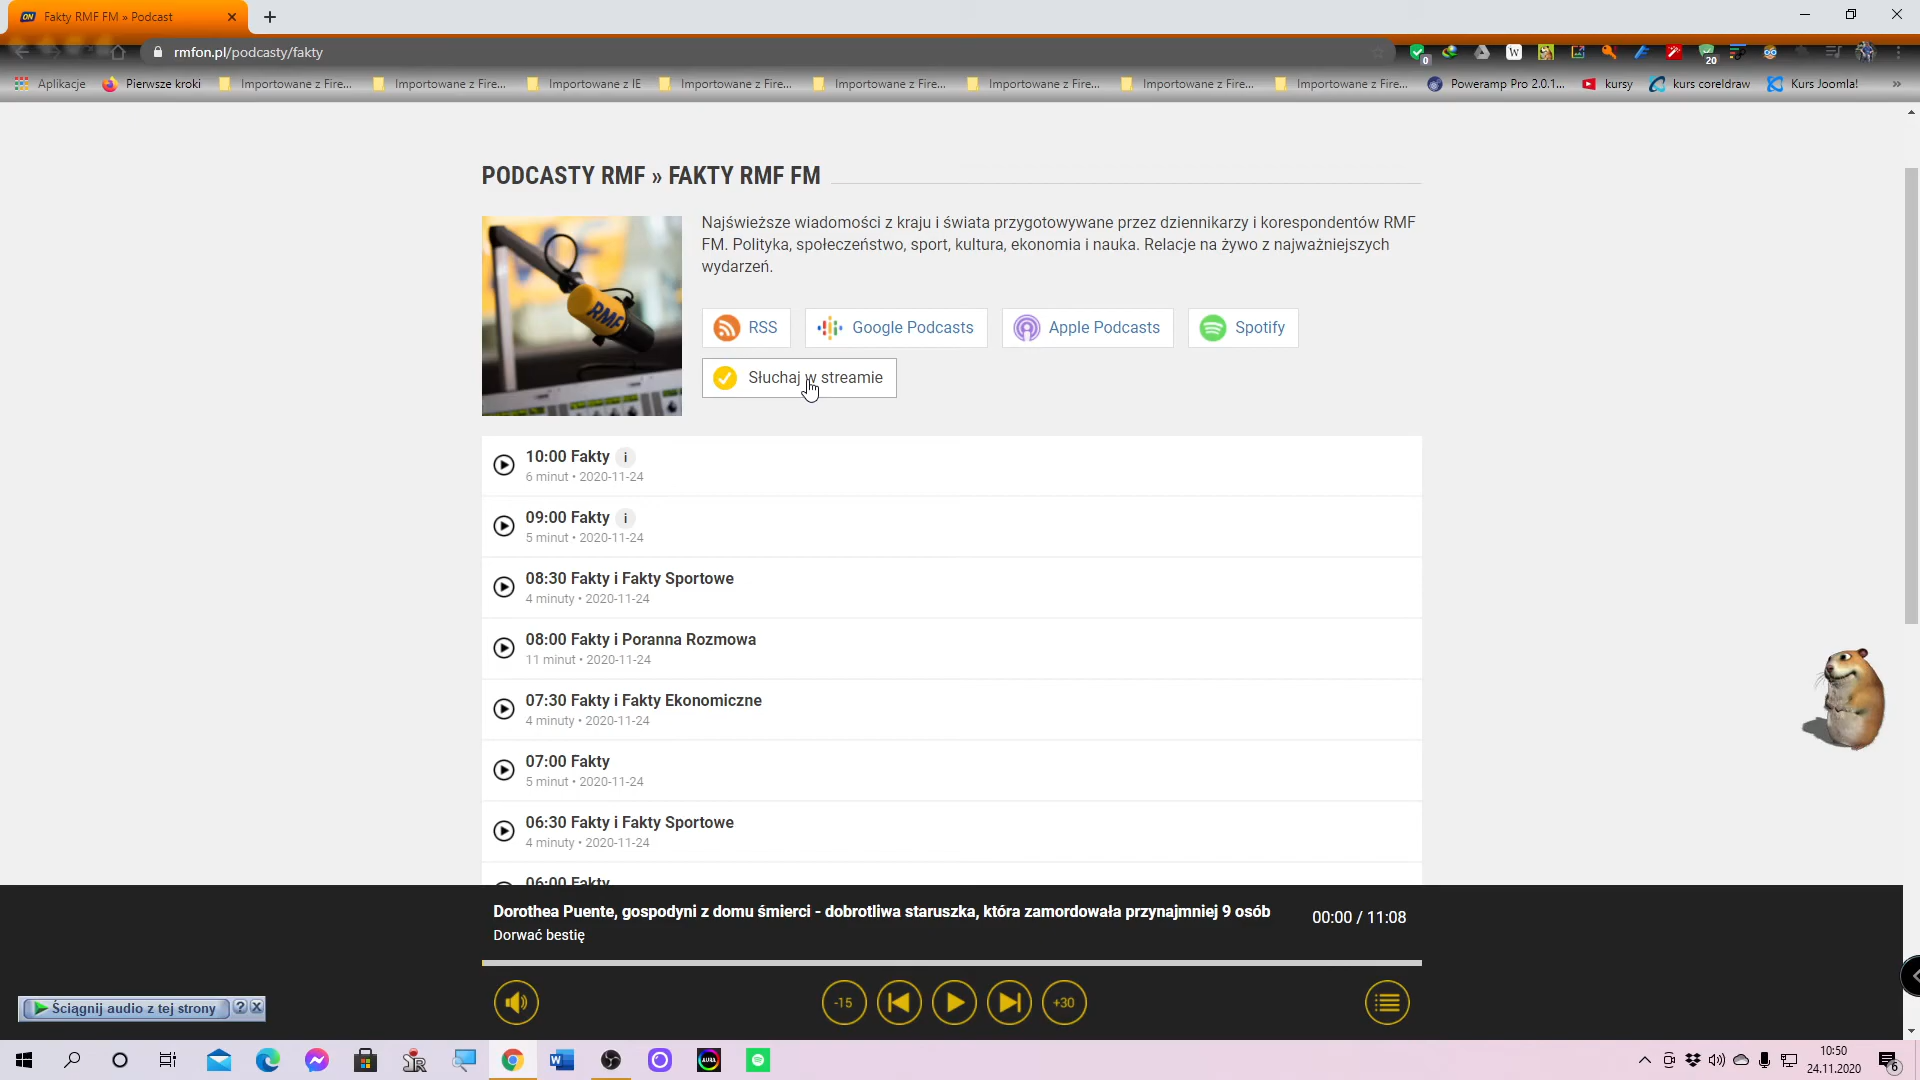 Fakty RMF FM » Podcast
rmfon.pl/podcasty/fakty
0
20
Aplikacje
Pierwsze kroki
Importowane z Fire...
Importowane z Fire...
Importowane z IE
Importowane z Fire...
Importowane z Fire...
Importowane z Fire...
Importowane z Fire...
Importowane z Fire...
Poweramp Pro 2.0.1...
kursy
kurs coreldraw
Kurs Joomla!
»
PODCASTY RMF » FAKTY RMF FM
Najświeższe wiadomości z kraju i świata przygotowywane przez dziennikarzy i korespondentów RMF
FM. Polityka, społeczeństwo, sport, kultura, ekonomia i nauka. Relacje na żywo z najważniejszych
wydarzeń.
RMF
RSS
Google Podcasts
Apple Podcasts
Spotify
Słuchaj w streamie
10:00 Fakty i
6 minut • 2020-11-24
09:00 Fakty i
5 minut • 2020-11-24
08:30 Fakty i Fakty Sportowe
4 minuty • 2020-11-24
08:00 Fakty i Poranna Rozmowa
11 minut • 2020-11-24
07:30 Fakty i Fakty Ekonomiczne
4 minuty • 2020-11-24
07:00 Fakty
5 minut • 2020-11-24
06:30 Fakty i Fakty Sportowe
4 minuty • 2020-11-24
06:00 Fakty
Dorothea Puente, gospodyni z domu śmierci - dobrotliwa staruszka, która zamordowała przynajmniej 9 osób
00:00 / 11:08
Dorwać bestię
-15
+30
Ściągnij audio z tej strony
10:50
24.11.2020
6